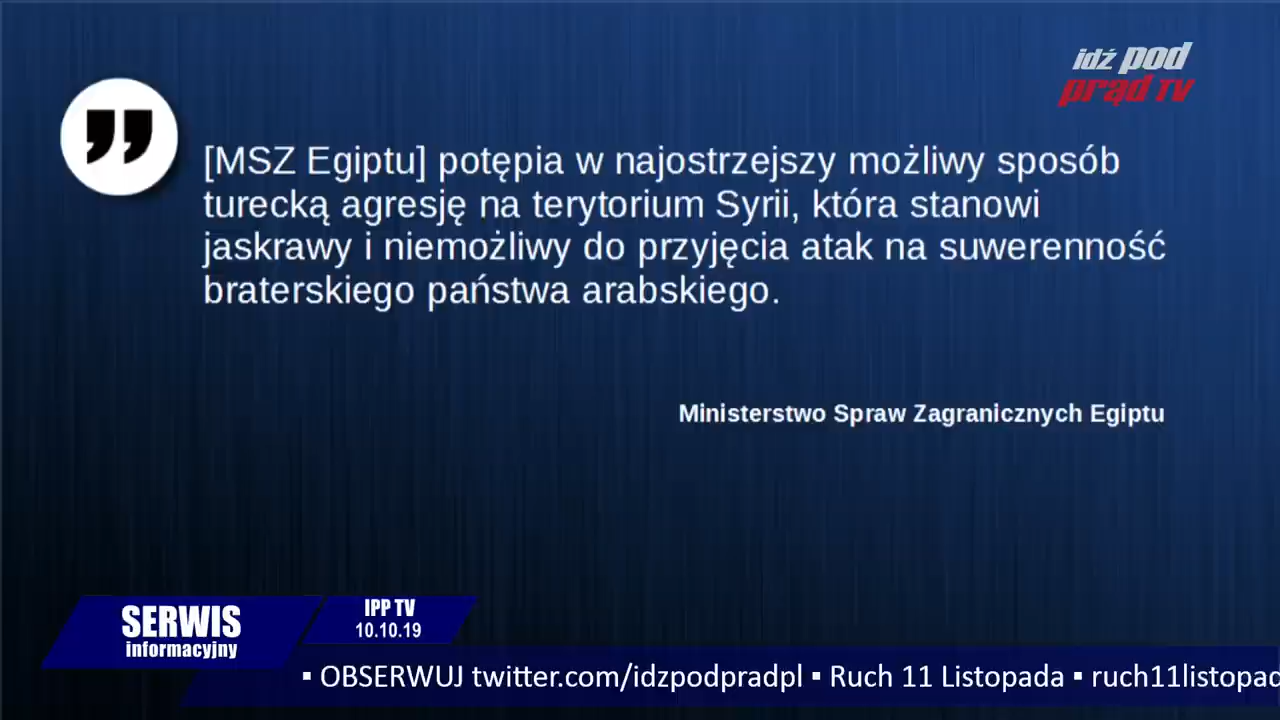 idź pod
prąd TV
[MSZ Egiptu] potępia w najostrzejszy możliwy sposób
turecką agresję na terytorium Syrii, która stanowi
jaskrawy i niemożliwy do przyjęcia atak na suwerenność
braterskiego państwa arabskiego.
Ministerstwo Spraw Zagranicznych Egiptu
SERWIS
informacyjny
IPP TV
10.10.19
▪ OBSERWUJ twitter.com/idzpodpradpl ▪ Ruch 11 Listopada ▪ ruch11listopad